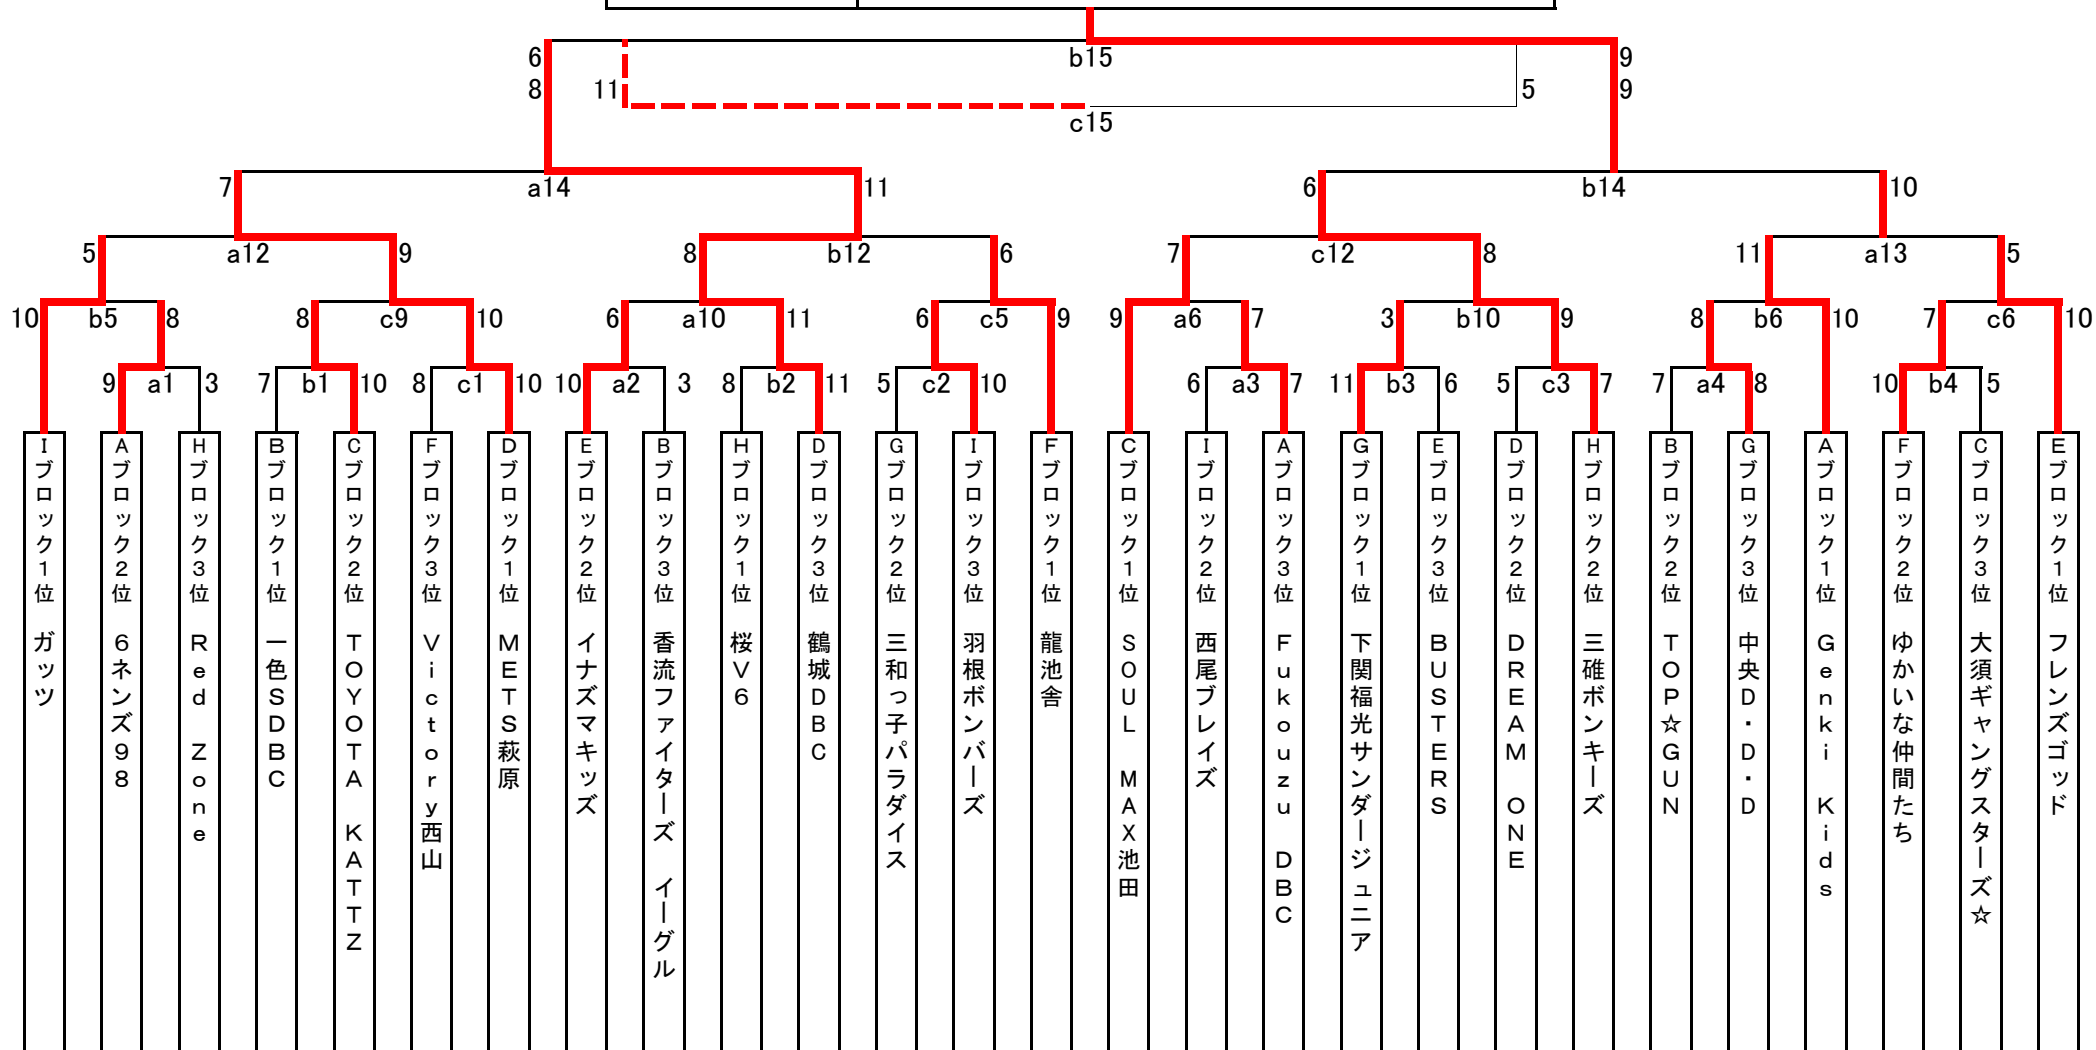 6 b15 9
8 11 5 9
c15
7 a14 11 6 b14 10
5 a12 9 8 b12 6 7 c12 8 11 a13 5
10 b5 8 8 c9 10 6 a10 11 6 c5 9 9 a6 7 3 b10 9 8 b6 10 7 c6 10
9 a1 3 7 b1 10 8 c1 10 10 a2 3 8 b2 11 5 c2 10 6 a3 7 11 b3 6 5 c3 7 7 a4 8 10 b4 5
Iブロック1位 ガッツ
Aブロック2位 6ネンズ98
Hブロック3位 Red Zone
Bブロック1位 一色SDBC
Cブロック2位 TOYOTA KATTZ
Fブロック3位 Victory西山
Dブロック1位 METS萩原
Eブロック2位 イナズマキッズ
Bブロック3位 香流ファイターズ イーグル
Hブロック1位 桜V6
Dブロック3位 鶴城DBC
Gブロック2位 三和っ子パラダイス
Iブロック3位 羽根ボンバーズ
Fブロック1位 龍池舎
Cブロック1位 SOUL MAX池田
Iブロック2位 西尾ブレイズ
Aブロック3位 Fukouzu DBC
Gブロック1位 下関福光サンダージュニア
Eブロック3位 BUSTERS
Dブロック2位 DREAM ONE
Hブロック2位 三碓ボンキーズ
Bブロック2位 TOP☆GUN
Gブロック3位 中央D・D・D
Aブロック1位 Genki Kids
Fブロック2位 ゆかいな仲間たち
Cブロック3位 大須ギャングスターズ☆
Eブロック1位 フレンズゴッド